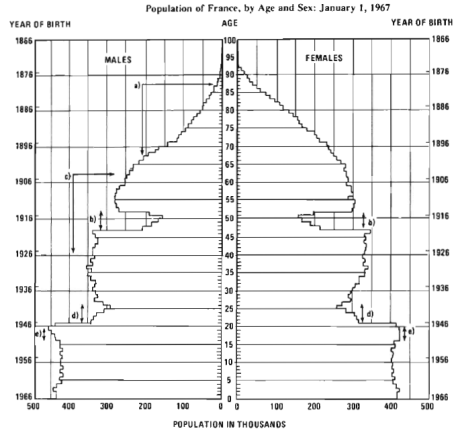 Population of France, by Age and Sex: January 1, 1967
YEAR OF BIRTH AGE YEAR OF BIRTH
1866 100 1866
MALES FEMALES
95
1876 90 1876
a)
85
1886 80 1886
75
1896 70 1896
65
c)
1906 60 1906
55
b) a)
1916 50 1916
45
1926 40 1926
35
1936 30 1936
25
d) d)
1946 20 1946
e) e)
15
1956 10 1956
5
1966 0 1966
500 400 300 200 100 0 0 100 200 300 400 500
POPULATION IN THOUSANDS